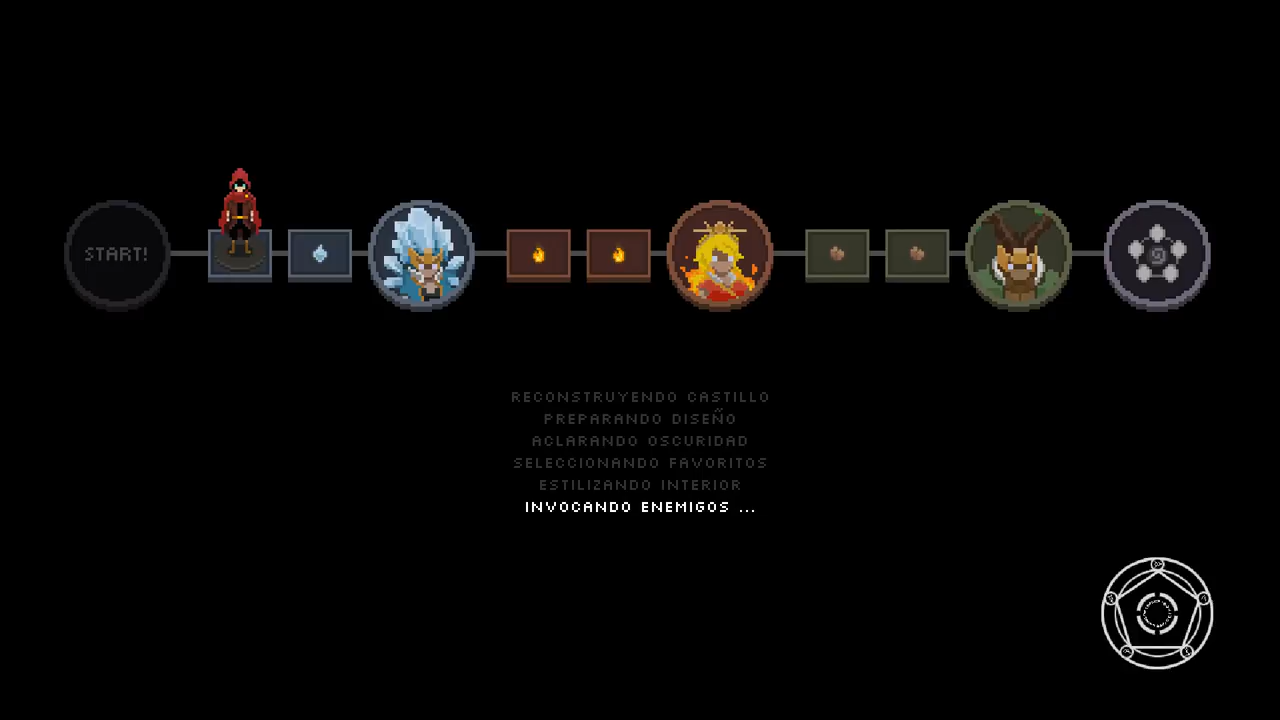 START!
RECONSTRUYENDO CASTILLO
PREPARANDO DISEÑO
ACLARANDO OSCURIDAD
SELECCIONANDO FAVORITOS
ESTILIZANDO INTERIOR
INVOCANDO ENEMIGOS ...